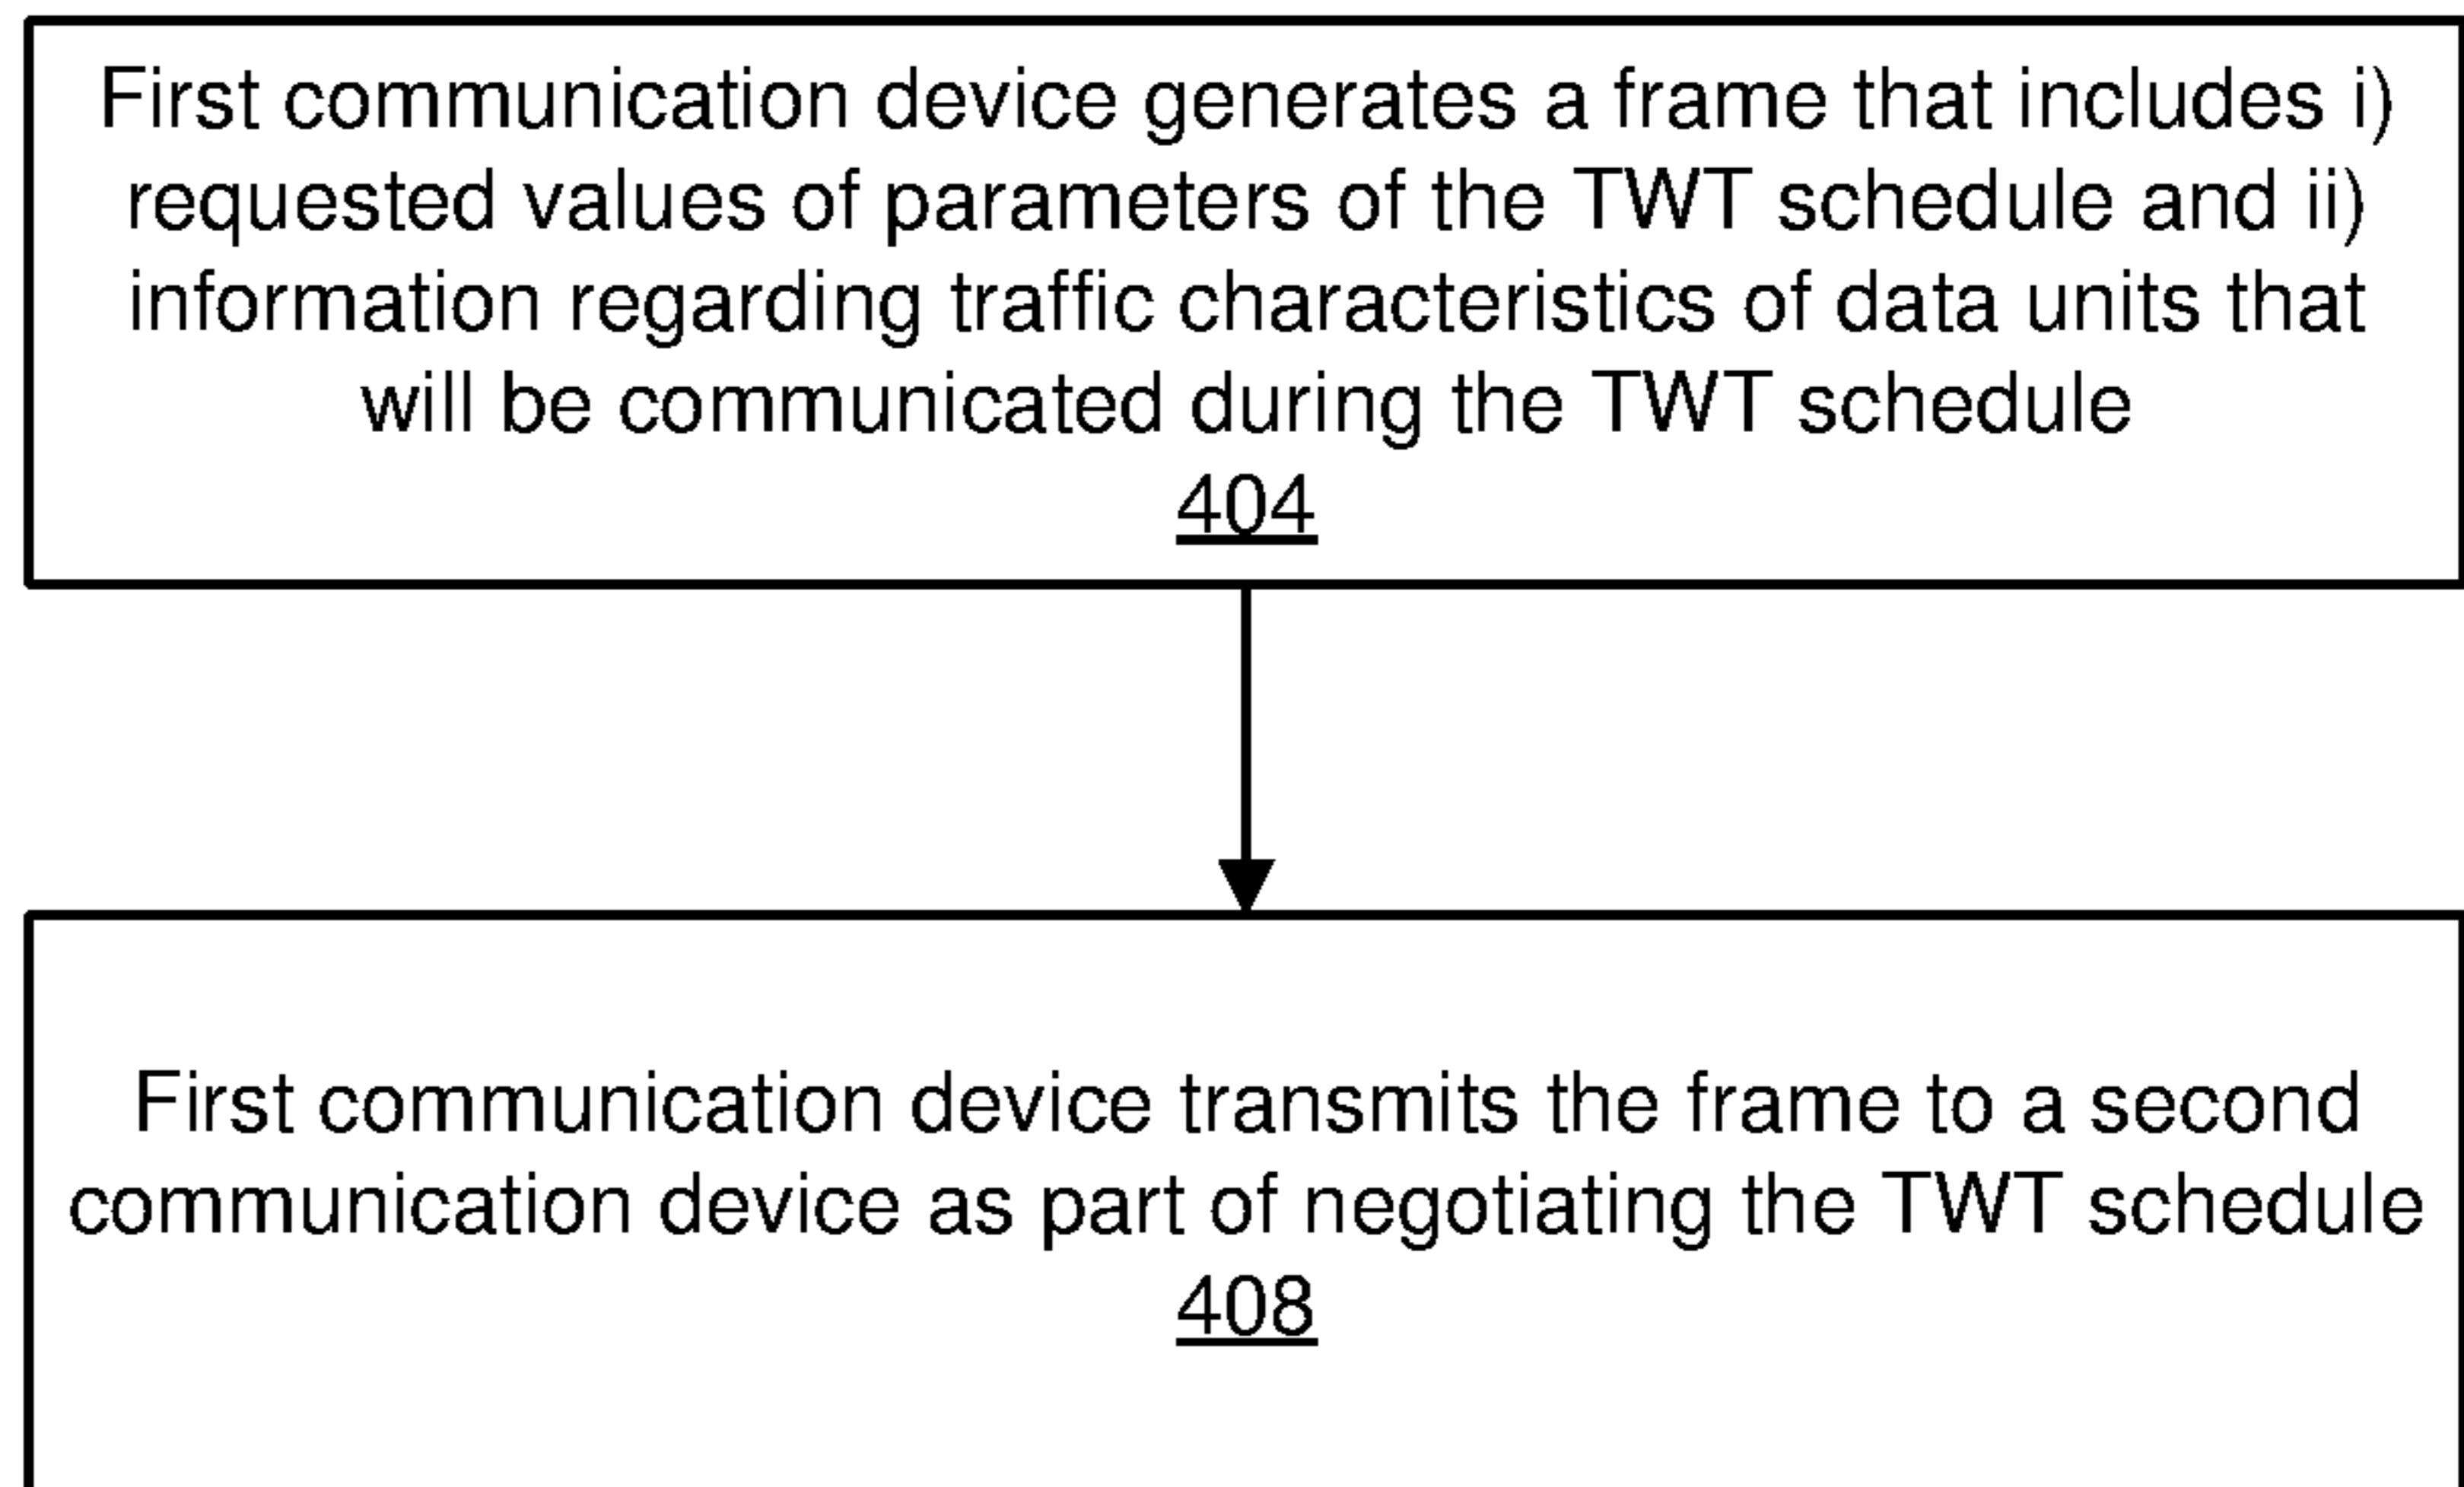 First communication device generates a frame that includes i)
requested values of parameters of the TWT schedule and ii)
information regarding traffic characteristics of data units that
will be communicated during the TWT schedule
404
First communication device transmits the frame to a second
communication device as part of negotiating the TWT schedule
408